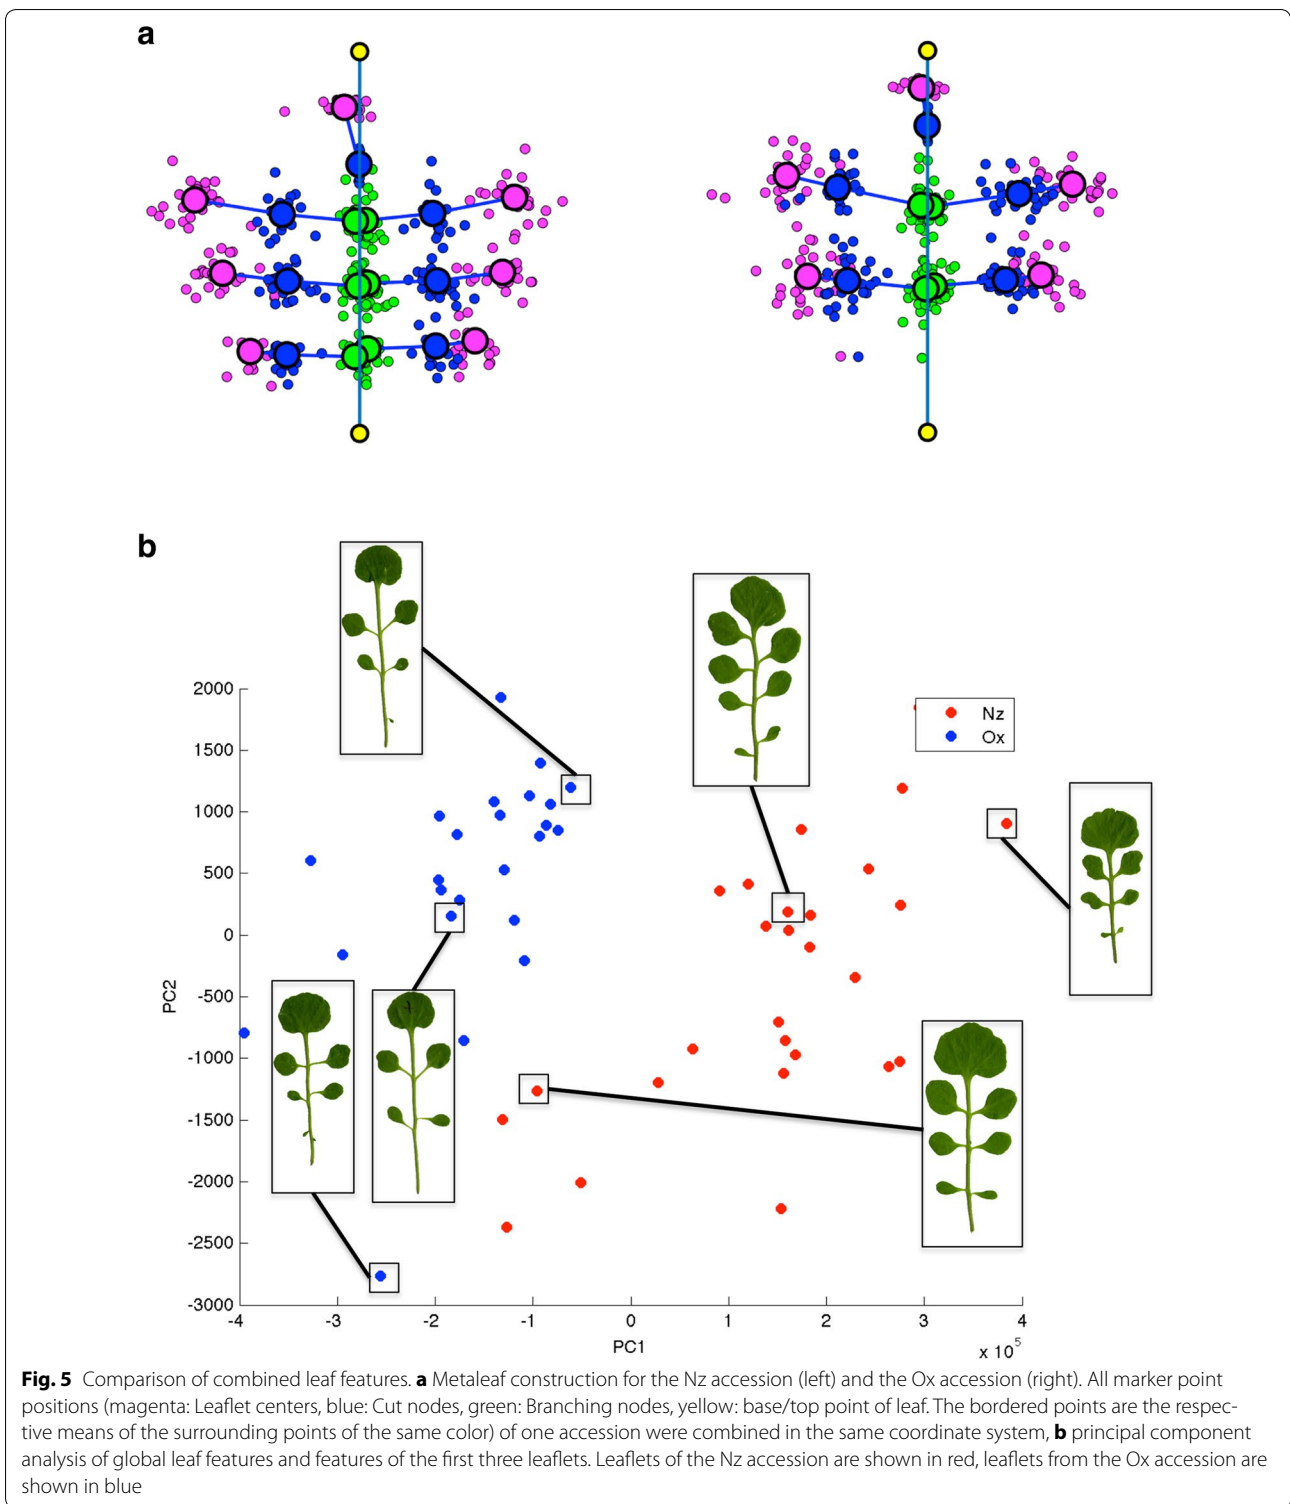 a
b
2000
1500
1000
500
0
-500
-1000
-1500
-2000
-2500
-3000
PC2
Nz
Ox
-4 -3 -2 -1 0 1 2 3 4
PC1
x 10^5
Fig. 5 Comparison of combined leaf features. a Metaleaf construction for the Nz accession (left) and the Ox accession (right). All marker point
positions (magenta: Leaflet centers, blue: Cut nodes, green: Branching nodes, yellow: base/top point of leaf. The bordered points are the respec-
tive means of the surrounding points of the same color) of one accession were combined in the same coordinate system, b principal component
analysis of global leaf features and features of the first three leaflets. Leaflets of the Nz accession are shown in red, leaflets from the Ox accession are
shown in blue